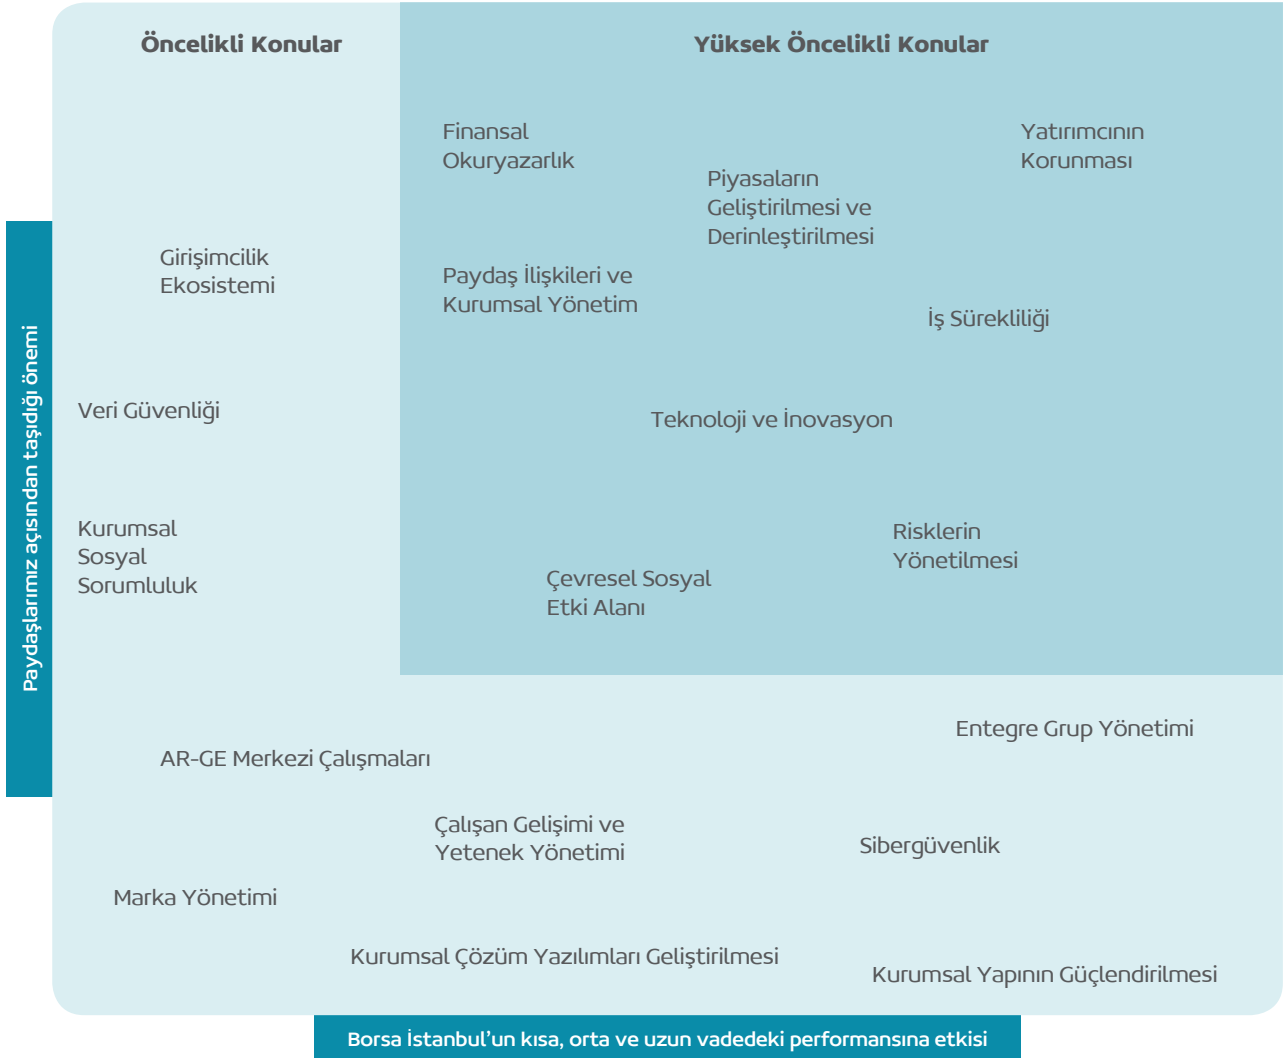 Öncelikli Konular
Yüksek Öncelikli Konular
Finansal
Okuryazarlık
Yatırımcının
Korunması
Piyasaların
Geliştirilmesi ve
Derinleştirilmesi
Girişimcilik
Ekosistemi
Paydaş İlişkileri ve
Kurumsal Yönetim
İş Sürekliliği
Veri Güvenliği
Teknoloji ve İnovasyon
Kurumsal
Sosyal
Sorumluluk
Risklerin
Yönetilmesi
Çevresel Sosyal
Etki Alanı
Paydaşlarımız açısından taşıdığı önemi
Entegre Grup Yönetimi
AR-GE Merkezi Çalışmaları
Çalışan Gelişimi ve
Yetenek Yönetimi
Sibergüvenlik
Marka Yönetimi
Kurumsal Çözüm Yazılımları Geliştirilmesi
Kurumsal Yapının Güçlendirilmesi
Borsa İstanbul’un kısa, orta ve uzun vadedeki performansına etkisi